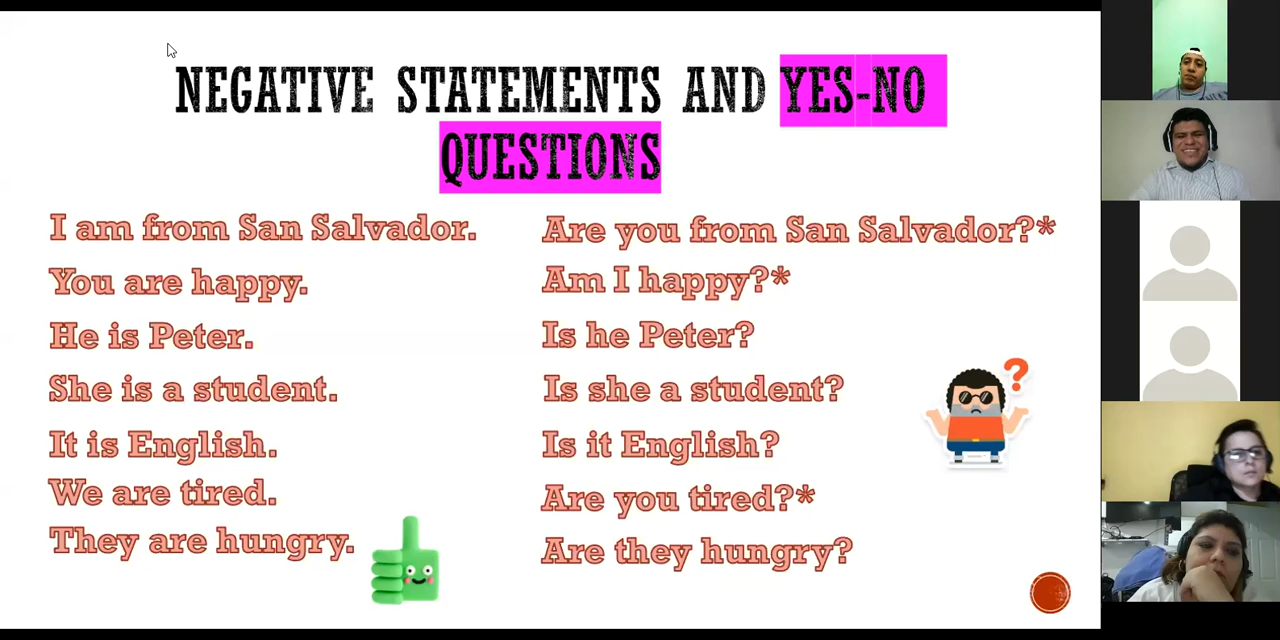 NEGATIVE STATEMENTS AND YES-NO
QUESTIONS
I am from San Salvador.
You are happy.
He is Peter.
She is a student.
It is English.
We are tired.
They are hungry.
Are you from San Salvador?*
Am I happy?*
Is he Peter?
Is she a student?
Is it English?
Are you tired?*
Are they hungry?
?